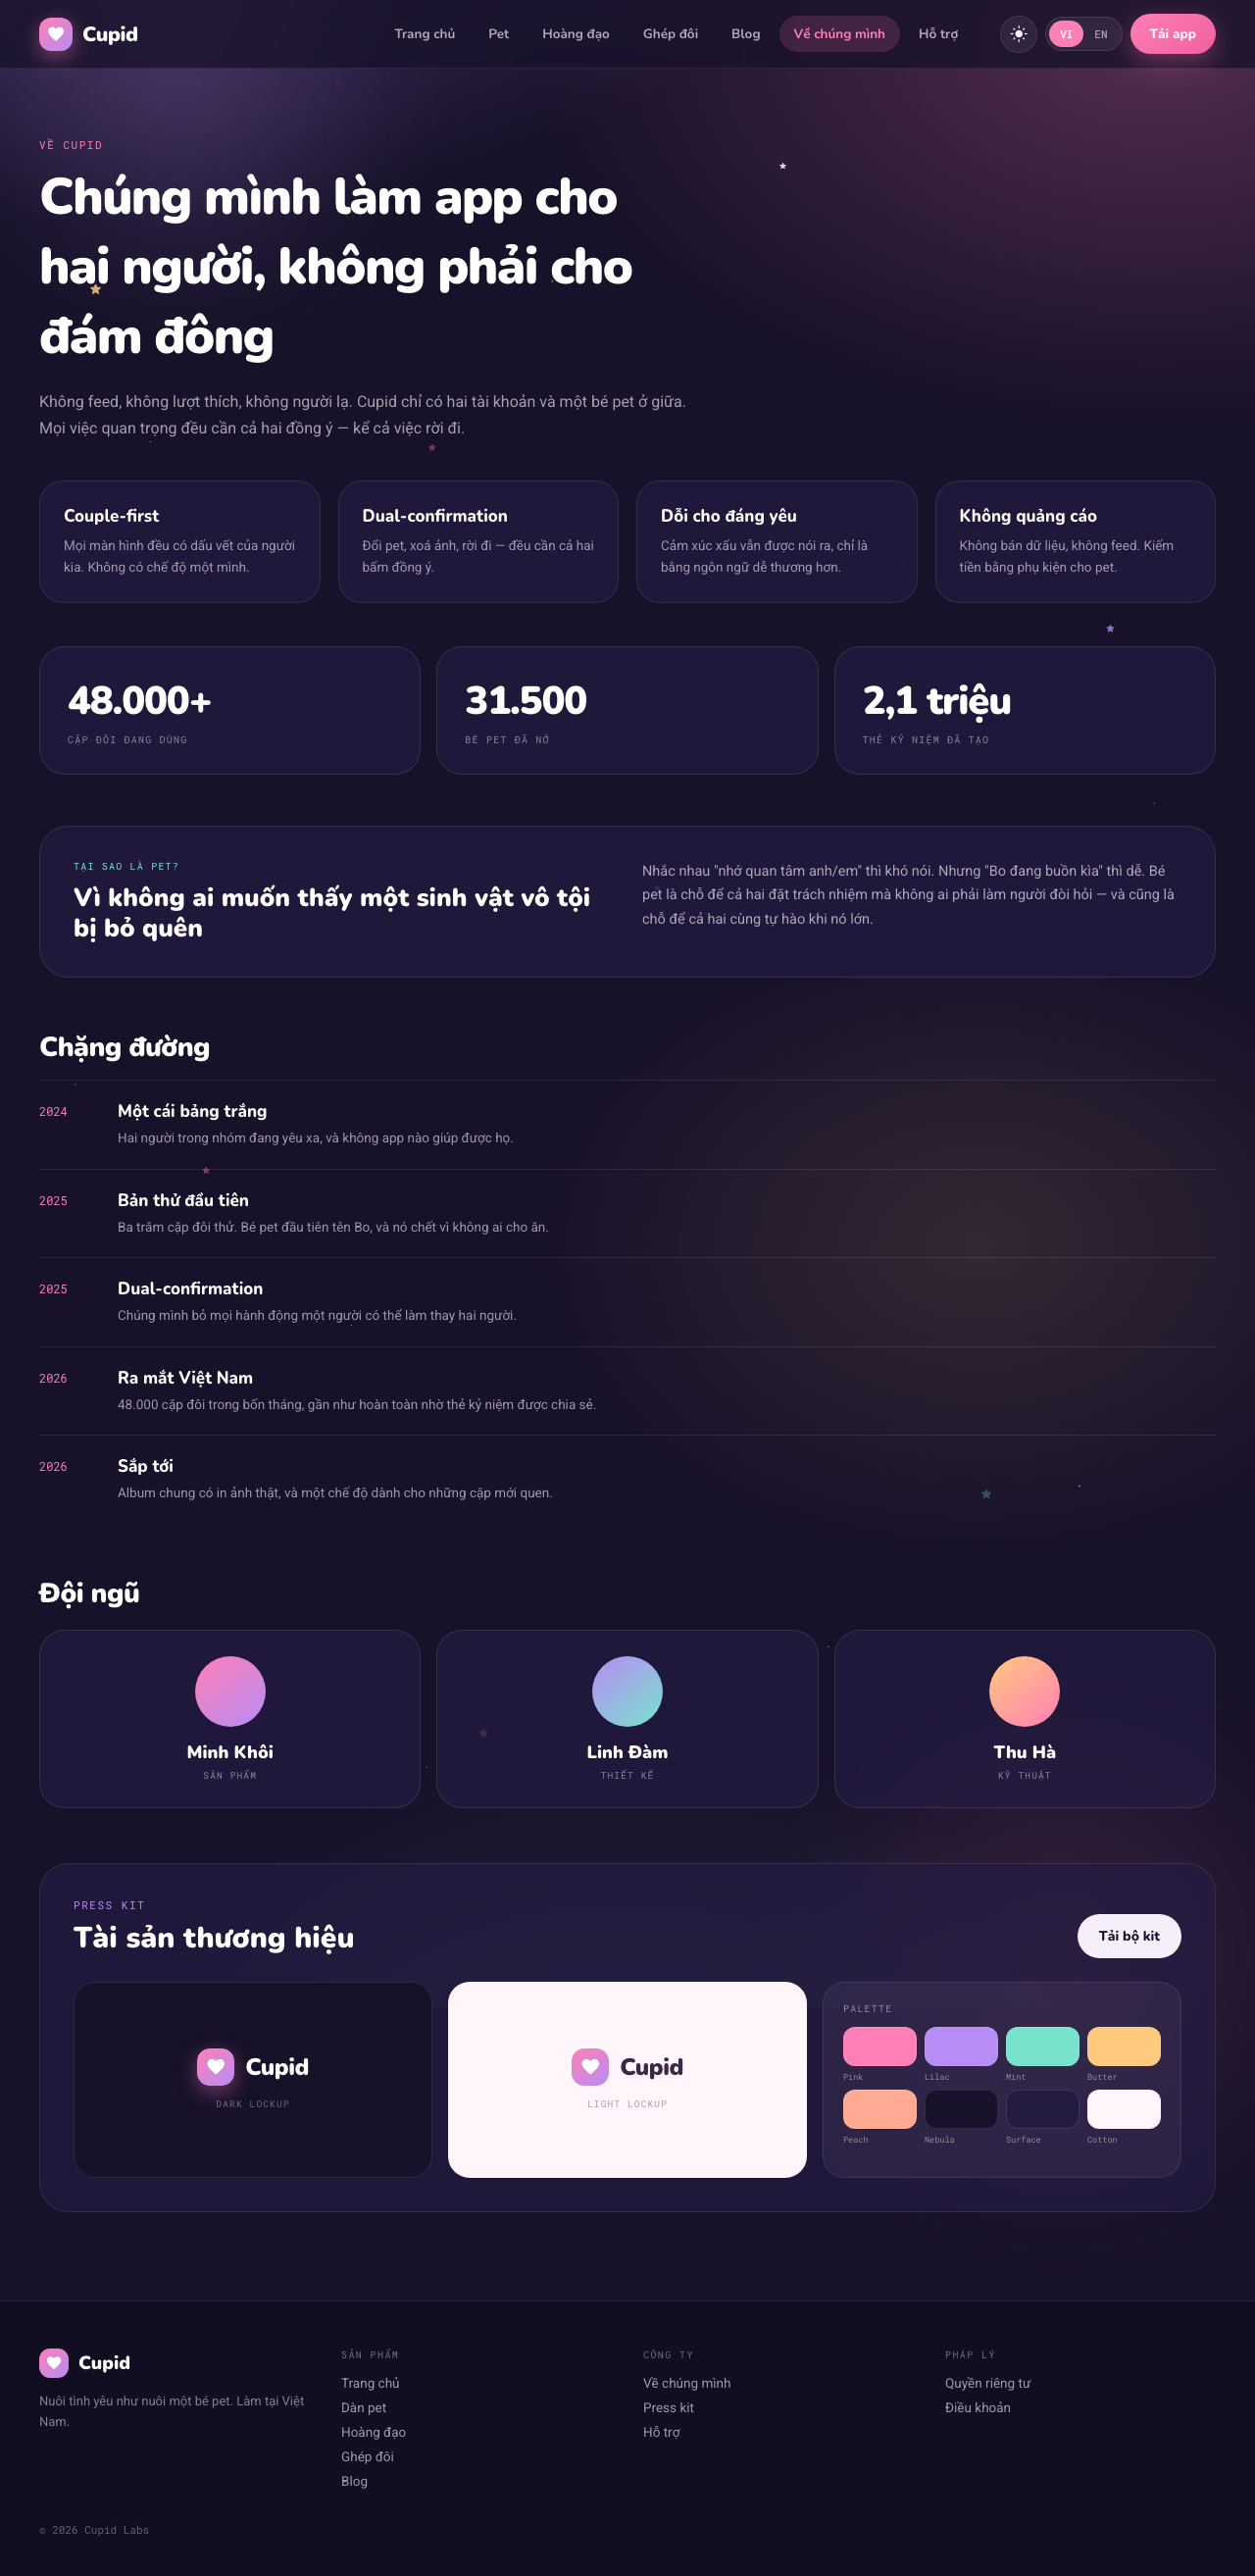 Cupid
Trang chủ
Pet
Hoàng đạo
Ghép đôi
Blog
Về chúng mình
Hỗ trợ
VI
EN
Tải app
VỀ CUPID
Chúng mình làm app cho
hai người, không phải cho
đám đông
Không feed, không lượt thích, không người lạ. Cupid chỉ có hai tài khoản và một bé pet ở giữa.
Mọi việc quan trọng đều cần cả hai đồng ý — kể cả việc rời đi.
Couple-first
Mọi màn hình đều có dấu vết của người
kia. Không có chế độ một mình.
Dual-confirmation
Đổi pet, xoá ảnh, rời đi — đều cần cả hai
bấm đồng ý.
Dỗi cho đáng yêu
Cảm xúc xấu vẫn được nói ra, chỉ là
bằng ngôn ngữ dễ thương hơn.
Không quảng cáo
Không bán dữ liệu, không feed. Kiếm
tiền bằng phụ kiện cho pet.
48.000+
CẶP ĐÔI ĐANG DÙNG
31.500
BÉ PET ĐÃ NỞ
2,1 triệu
THẺ KỶ NIỆM ĐÃ TẠO
TẠI SAO LÀ PET?
Vì không ai muốn thấy một sinh vật vô tội
bị bỏ quên
Nhắc nhau "nhớ quan tâm anh/em" thì khó nói. Nhưng "Bo đang buồn kìa" thì dễ. Bé
pet là chỗ để cả hai đặt trách nhiệm mà không ai phải làm người đòi hỏi — và cũng là
chỗ để cả hai cùng tự hào khi nó lớn.
Chặng đường
2024
Một cái bảng trắng
Hai người trong nhóm đang yêu xa, và không app nào giúp được họ.
2025
Bản thử đầu tiên
Ba trăm cặp đôi thử. Bé pet đầu tiên tên Bo, và nó chết vì không ai cho ăn.
2025
Dual-confirmation
Chúng mình bỏ mọi hành động một người có thể làm thay hai người.
2026
Ra mắt Việt Nam
48.000 cặp đôi trong bốn tháng, gần như hoàn toàn nhờ thẻ kỷ niệm được chia sẻ.
2026
Sắp tới
Album chung có in ảnh thật, và một chế độ dành cho những cặp mới quen.
Đội ngũ
Minh Khôi
SẢN PHẨM
Linh Đàm
THIẾT KẾ
Thu Hà
KỸ THUẬT
PRESS KIT
Tài sản thương hiệu
Tải bộ kit
Cupid
DARK LOCKUP
Cupid
LIGHT LOCKUP
PALETTE
Pink
Lilac
Mint
Butter
Peach
Nebula
Surface
Cotton
Cupid
Nuôi tình yêu như nuôi một bé pet. Làm tại Việt
Nam.
SẢN PHẨM
Trang chủ
Dàn pet
Hoàng đạo
Ghép đôi
Blog
CÔNG TY
Về chúng mình
Press kit
Hỗ trợ
PHÁP LÝ
Quyền riêng tư
Điều khoản
© 2026 Cupid Labs